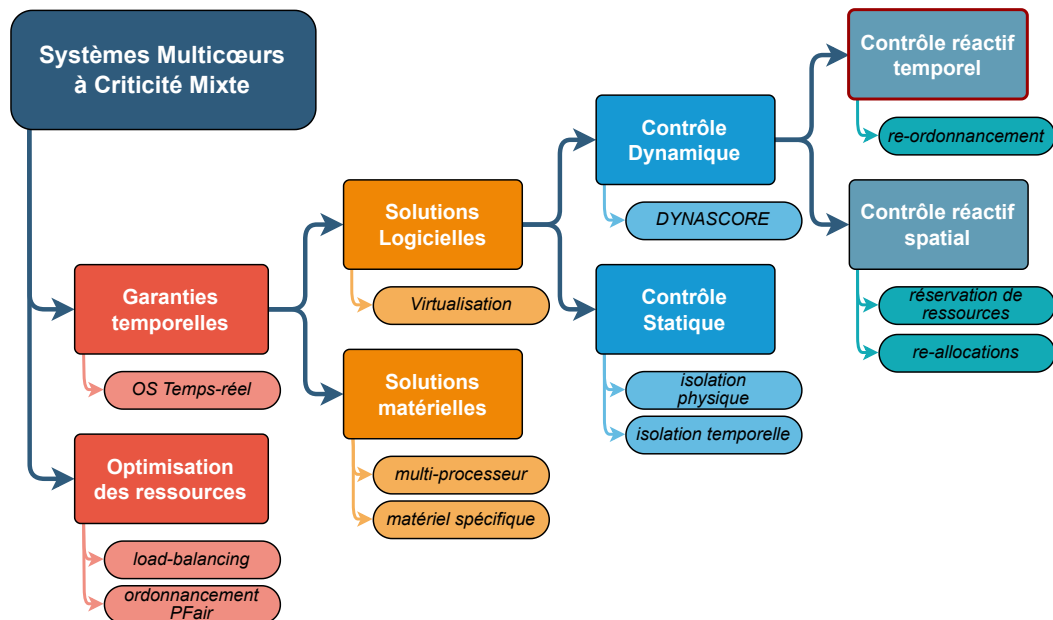 Systèmes Multicœurs
à Criticité Mixte
Garanties
temporelles
OS Temps-réel
Optimisation
des ressources
load-balancing
ordonnancement
PFair
Solutions
Logicielles
Virtualisation
Solutions
matérielles
multi-processeur
matériel spécifique
Contrôle
Dynamique
DYNASCORE
Contrôle
Statique
isolation
physique
isolation temporelle
Contrôle réactif
temporel
re-ordonnancement
Contrôle réactif
spatial
réservation de
ressources
re-allocations